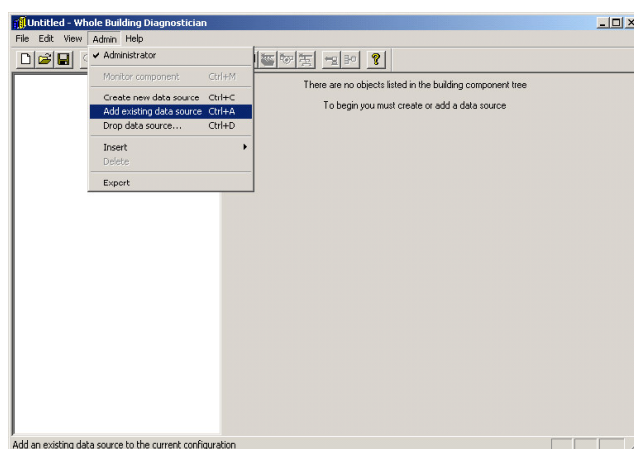 Untitled - Whole Building Diagnostician
File Edit View Admin Help
Administrator
Monitor component Ctrl+M
Create new data source Ctrl+C
Add existing data source Ctrl+A
Drop data source... Ctrl+D
Insert
Delete
Export
There are no objects listed in the building component tree
To begin you must create or add a data source
Add an existing data source to the current configuration